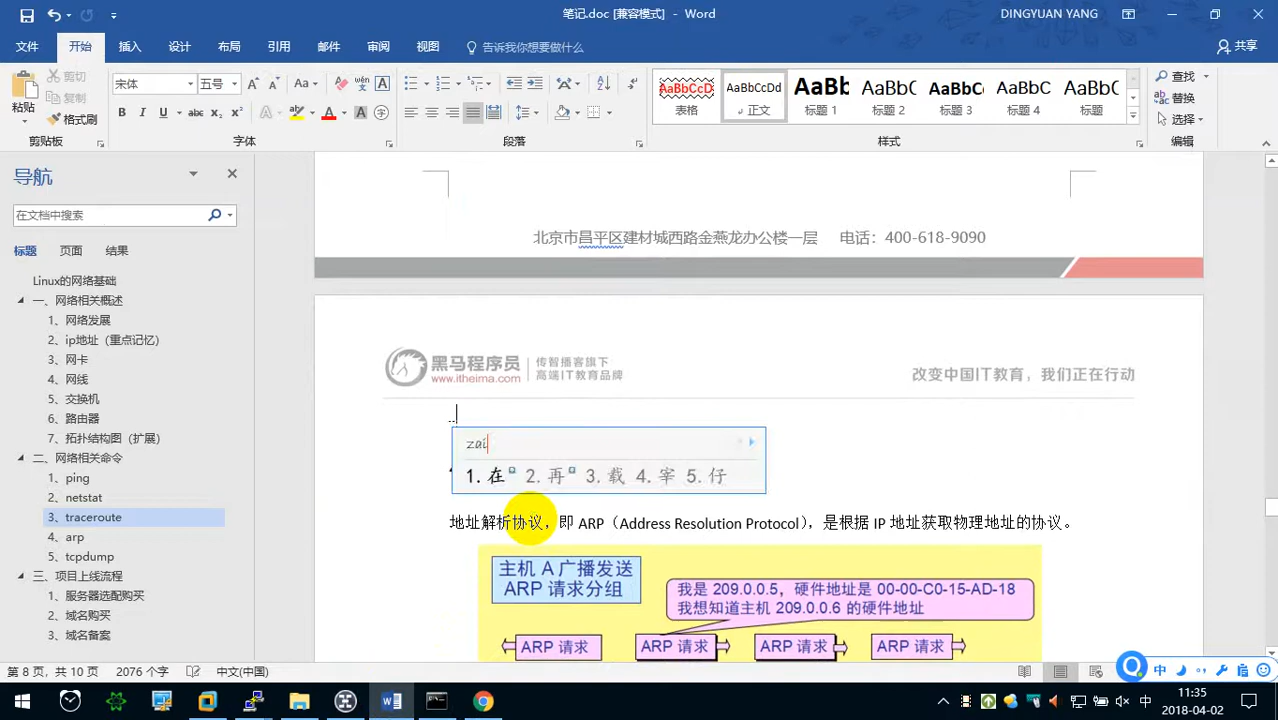 笔记.doc [兼容模式] - Word
DINGYUAN YANG
文件 开始 插入 设计 布局 引用 邮件 审阅 视图 告诉我你想要做什么 共享
粘贴
剪切
复制
格式刷
宋体 五号
AaBbCcD AaBbCcDd AaBb AaBbC AaBbC AaBbCcD AaBbC
表格 正文 标题 1 标题 2 标题 3 标题 4 标题
查找
替换
选择
剪贴板 字体 段落 样式 编辑
导航
在文档中搜索
标题 页面 结果
Linux的网络基础
一、网络相关概述
1、网络发展
2、ip地址（重点记忆）
3、网卡
4、网线
5、交换机
6、路由器
7、拓扑结构图（扩展）
二、网络相关命令
1、ping
2、netstat
3、traceroute
4、arp
5、tcpdump
三、项目上线流程
1、服务器选配购买
2、域名购买
3、域名备案
北京市昌平区建材城西路金燕龙办公楼一层 电话：400-618-9090
黑马程序员
www.itheima.com
传智播客旗下
高端IT教育品牌
改变中国IT教育，我们正在行动
zai
1. 在 2. 再 3. 载 4. 宰 5. 仔
地址解析协议，即 ARP（Address Resolution Protocol），是根据 IP 地址获取物理地址的协议。
主机 A 广播发送
ARP 请求分组
我是 209.0.0.5，硬件地址是 00-00-C0-15-AD-18
我想知道主机 209.0.0.6 的硬件地址
ARP 请求 ARP 请求 ARP 请求 ARP 请求
第 8 页，共 10 页 2076 个字 中文(中国)
中
中
11:35
2018-04-02